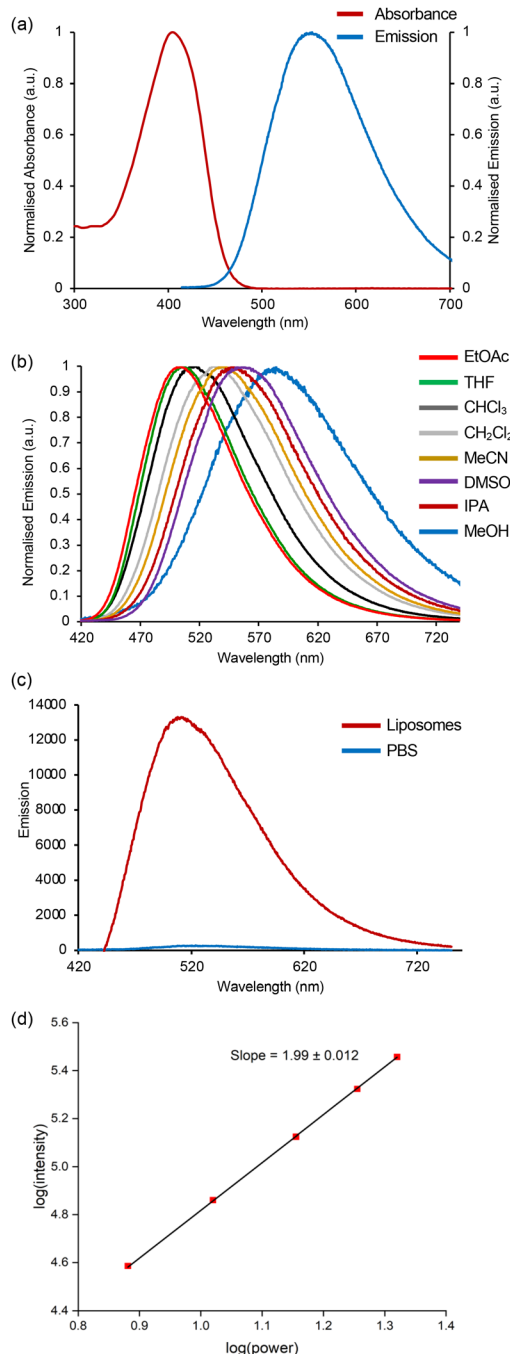 (a)
Absorbance
Emission
Normalised Absorbance (a.u.)
Normalised Emission (a.u.)
1
0.8
0.6
0.4
0.2
0
1
0.8
0.6
0.4
0.2
0
300 400 500 600 700
Wavelength (nm)
(b)
EtOAc
THF
CHCl₃
CH₂Cl₂
MeCN
DMSO
IPA
MeOH
Normalised Emission (a.u.)
1
0.9
0.8
0.7
0.6
0.5
0.4
0.3
0.2
0.1
0
420 470 520 570 620 670 720
Wavelength (nm)
(c)
Liposomes
PBS
Emission
14000
12000
10000
8000
6000
4000
2000
0
420 520 620 720
Wavelength (nm)
(d)
Slope = 1.99 ± 0.012
log(intensity)
5.6
5.4
5.2
5.0
4.8
4.6
4.4
0.8 0.9 1.0 1.1 1.2 1.3 1.4
log(power)